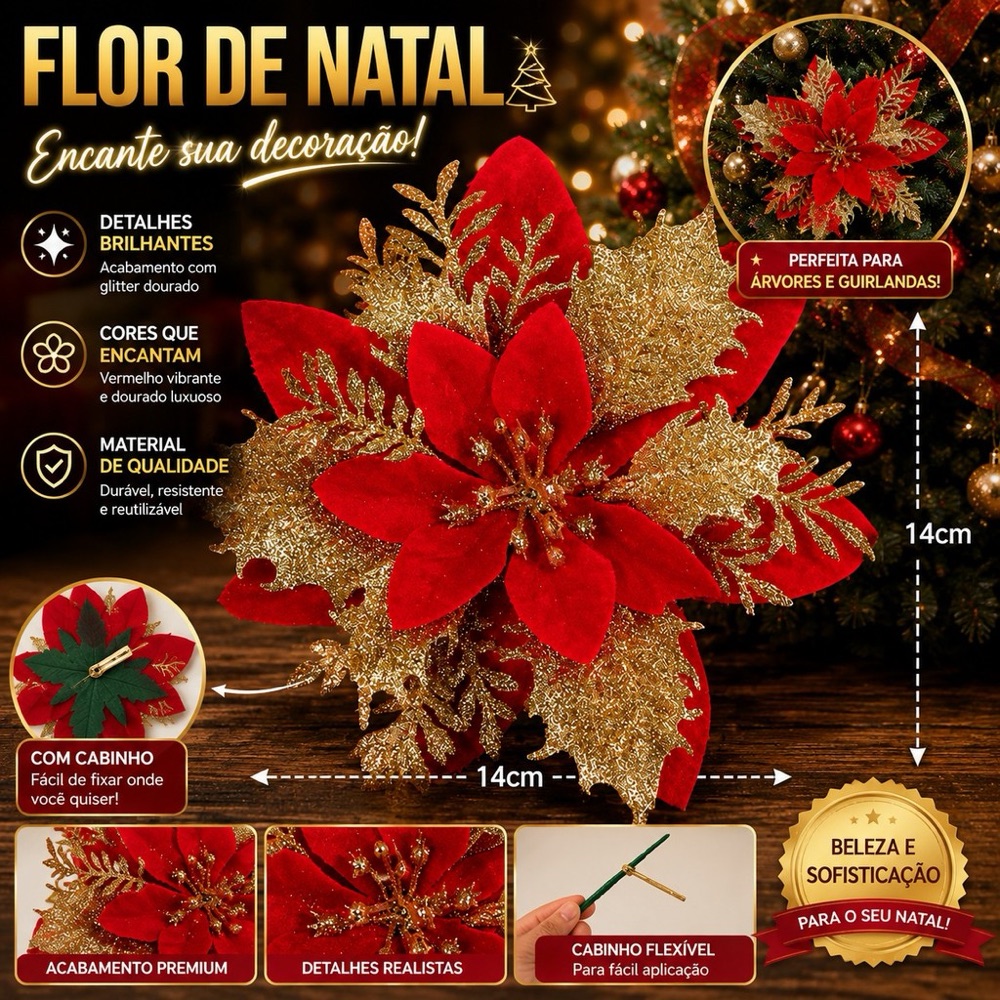 FLOR DE NATAL
Encante sua decoração!
DETALHES
BRILHANTES
Acabamento com
glitter dourado
CORES QUE
ENCANTAM
Vermelho vibrante
e dourado luxuoso
MATERIAL
DE QUALIDADE
Durável, resistente
e reutilizável
PERFEITA PARA
ÁRVORES E GUIRLANDAS!
14cm
COM CABINHO
Fácil de fixar onde
você quiser!
14cm
BELEZA E
SOFISTICAÇÃO
PARA O SEU NATAL!
ACABAMENTO PREMIUM
DETALHES REALISTAS
CABINHO FLEXÍVEL
Para fácil aplicação